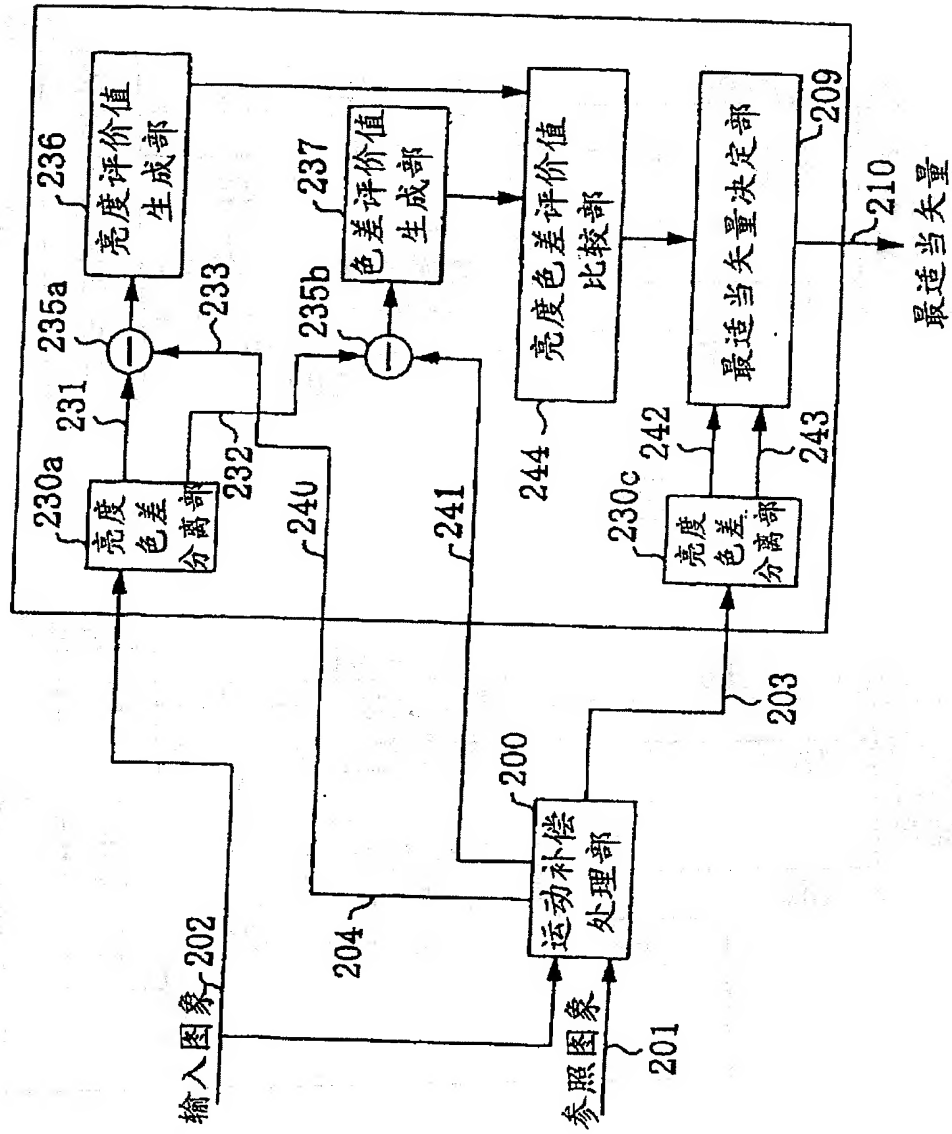 输入图象
202
参照图象
201
204
运动补偿
处理部
200
203
240
241
230a
亮度
色差
分离部
231
232
233
235a
235b
236
亮度评价值
生成部
237
色差评价值
生成部
亮度色差评价值
比较部
244
230c
亮度
色差
分离部
242
243
最适当矢量决定部
209
210
最适当矢量